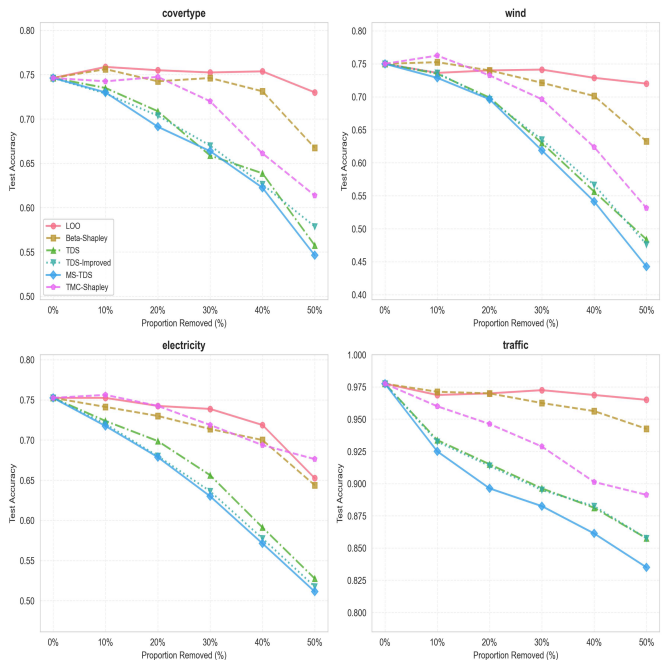 covertype
0.80
0.75
0.70
0.65
0.60
0.55
0.50
Test Accuracy
LOO
Beta-Shapley
TDS
TDS-Improved
MS-TDS
TMC-Shapley
0% 10% 20% 30% 40% 50%
Proportion Removed (%)
wind
0.80
0.75
0.70
0.65
0.60
0.55
0.50
0.45
0.40
Test Accuracy
0% 10% 20% 30% 40% 50%
Proportion Removed (%)
electricity
0.80
0.75
0.70
0.65
0.60
0.55
0.50
Test Accuracy
0% 10% 20% 30% 40% 50%
Proportion Removed (%)
traffic
1.000
0.975
0.950
0.925
0.900
0.875
0.850
0.825
0.800
Test Accuracy
0% 10% 20% 30% 40% 50%
Proportion Removed (%)